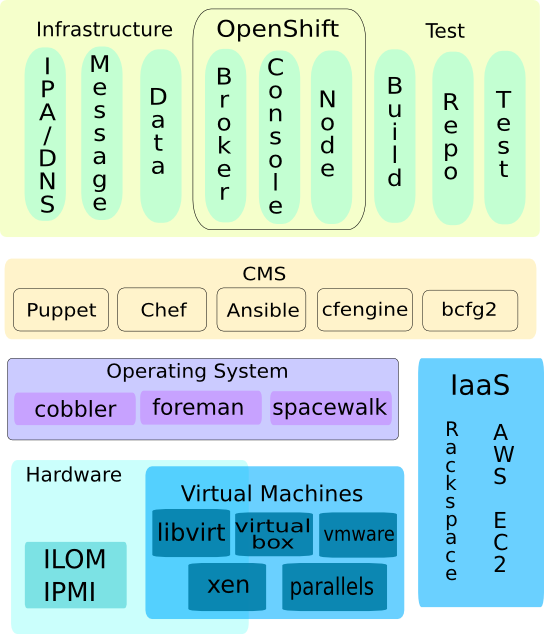 Infrastructure
OpenShift
Test
IPA/DNS
Message
Data
Broker
Console
Node
Build
Repo
Test
CMS
Puppet
Chef
Ansible
cfengine
bcfg2
Operating System
cobbler
foreman
spacewalk
IaaS
Rackspace
AWS EC2
Hardware
ILOM
IPMI
Virtual Machines
libvirt
virtual
box
vmware
xen
parallels